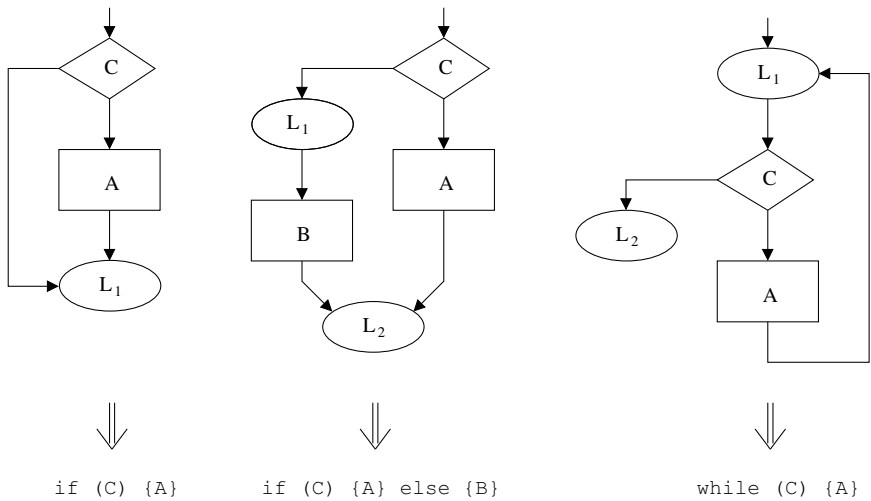 C
A
L1
if (C) {A}
C
L1
A
B
L2
if (C) {A} else {B}
L1
C
L2
A
while (C) {A}